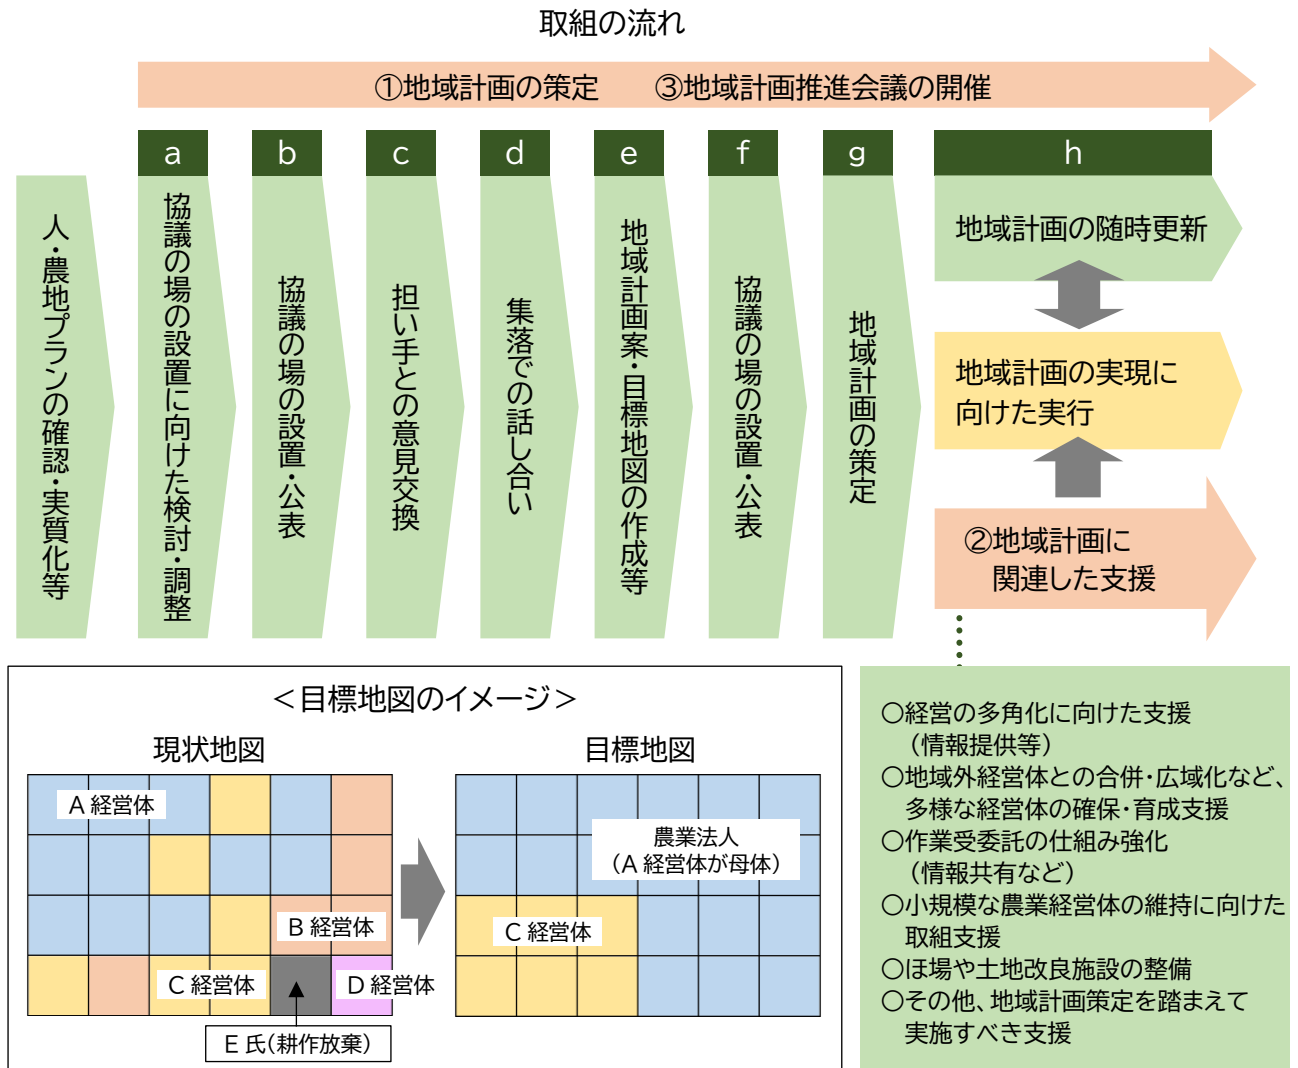 取組の流れ
①地域計画の策定　③地域計画推進会議の開催
a
b
c
d
e
f
g
h
人・農地プランの確認・実質化等
協議の場の設置に向けた検討・調整
協議の場の設置・公表
担い手との意見交換
集落での話し合い
地域計画案・目標地図の作成等
協議の場の設置・公表
地域計画の策定
地域計画の随時更新
地域計画の実現に
向けた実行
②地域計画に
関連した支援
＜目標地図のイメージ＞
現状地図
目標地図
A 経営体
B 経営体
C 経営体
D 経営体
E 氏（耕作放棄）
農業法人
（A 経営体が母体）
C 経営体
○経営の多角化に向けた支援
（情報提供等）
○地域外経営体との合併・広域化など、
多様な経営体の確保・育成支援
○作業受委託の仕組み強化
（情報共有など）
○小規模な農業経営体の維持に向けた
取組支援
○ほ場や土地改良施設の整備
○その他、地域計画策定を踏まえて
実施すべき支援